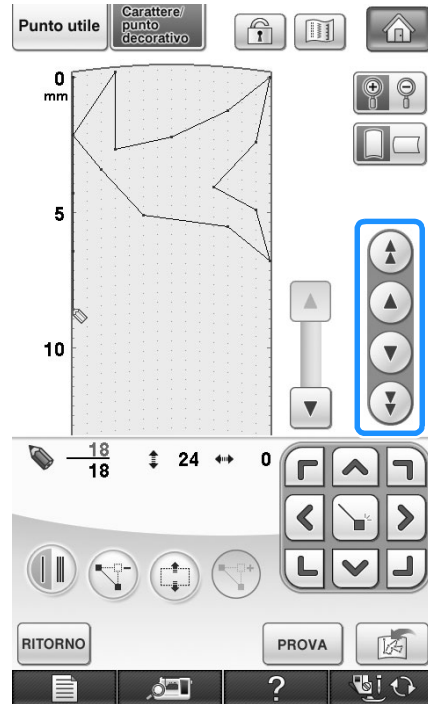 Punto utile
Carattere/
punto
decorativo
0
mm
5
10
18
18
24
0
RITORNO
PROVA
?